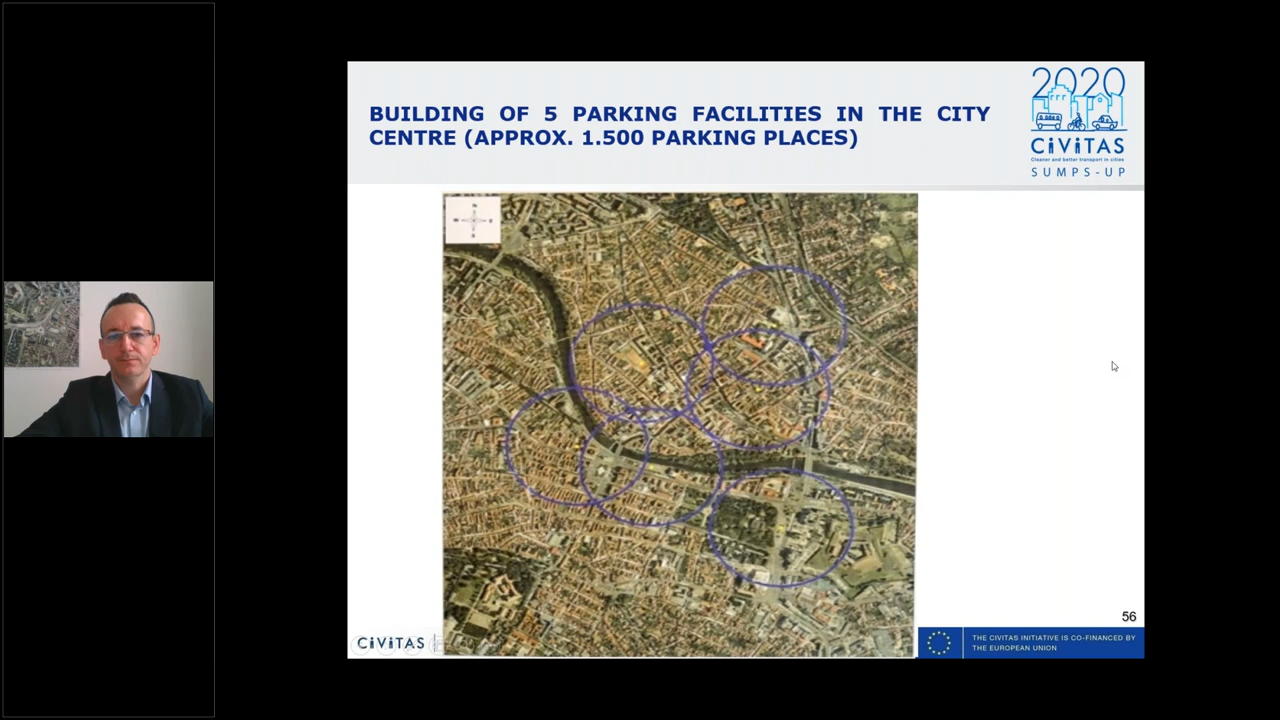 BUILDING OF 5 PARKING FACILITIES IN THE CITY
CENTRE (APPROX. 1.500 PARKING PLACES)
2020
CiViTAS
Cleaner and better transport in cities
SUMPS-UP
N
56
CiViTAS
THE CIVITAS INITIATIVE IS CO-FINANCED BY
THE EUROPEAN UNION